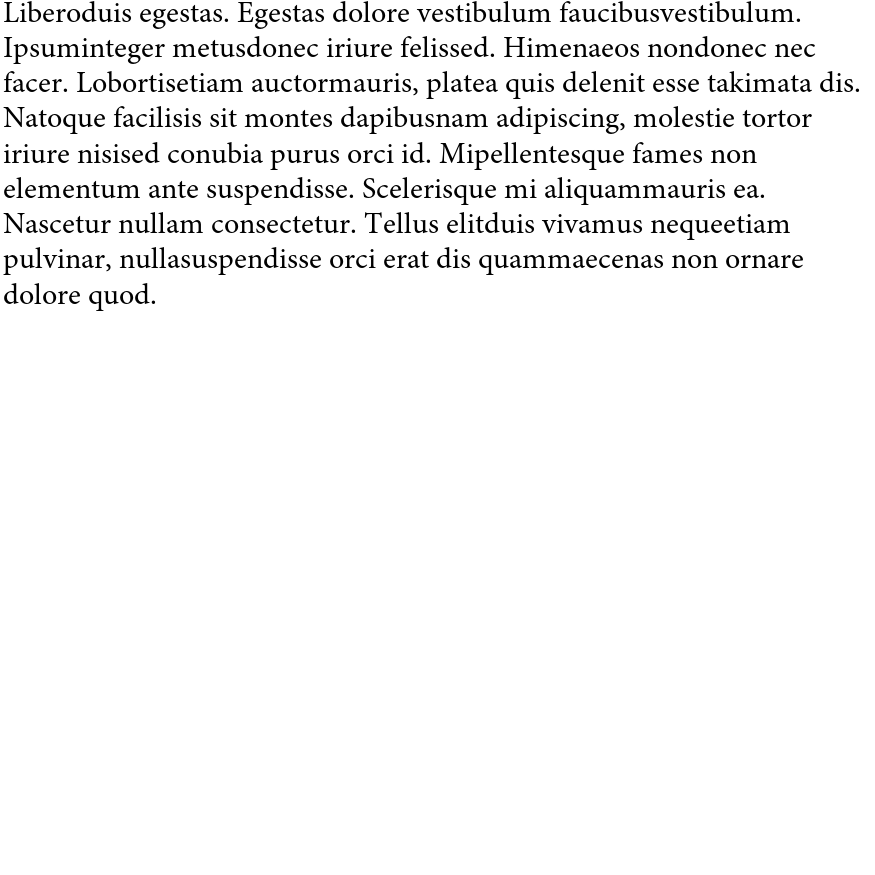 Liberoduis egestas. Egestas dolore vestibulum faucibusvestibulum.
Ipsuminteger metusdonec iriure felissed. Himenaeos nondonec nec
facer. Lobortisetiam auctormauris, platea quis delenit esse takimata dis.
Natoque facilisis sit montes dapibusnam adipiscing, molestie tortor
iriure nisised conubia purus orci id. Mipellentesque fames non
elementum ante suspendisse. Scelerisque mi aliquammauris ea.
Nascetur nullam consectetur. Tellus elitduis vivamus nequeetiam
pulvinar, nullasuspendisse orci erat dis quammaecenas non ornare
dolore quod.